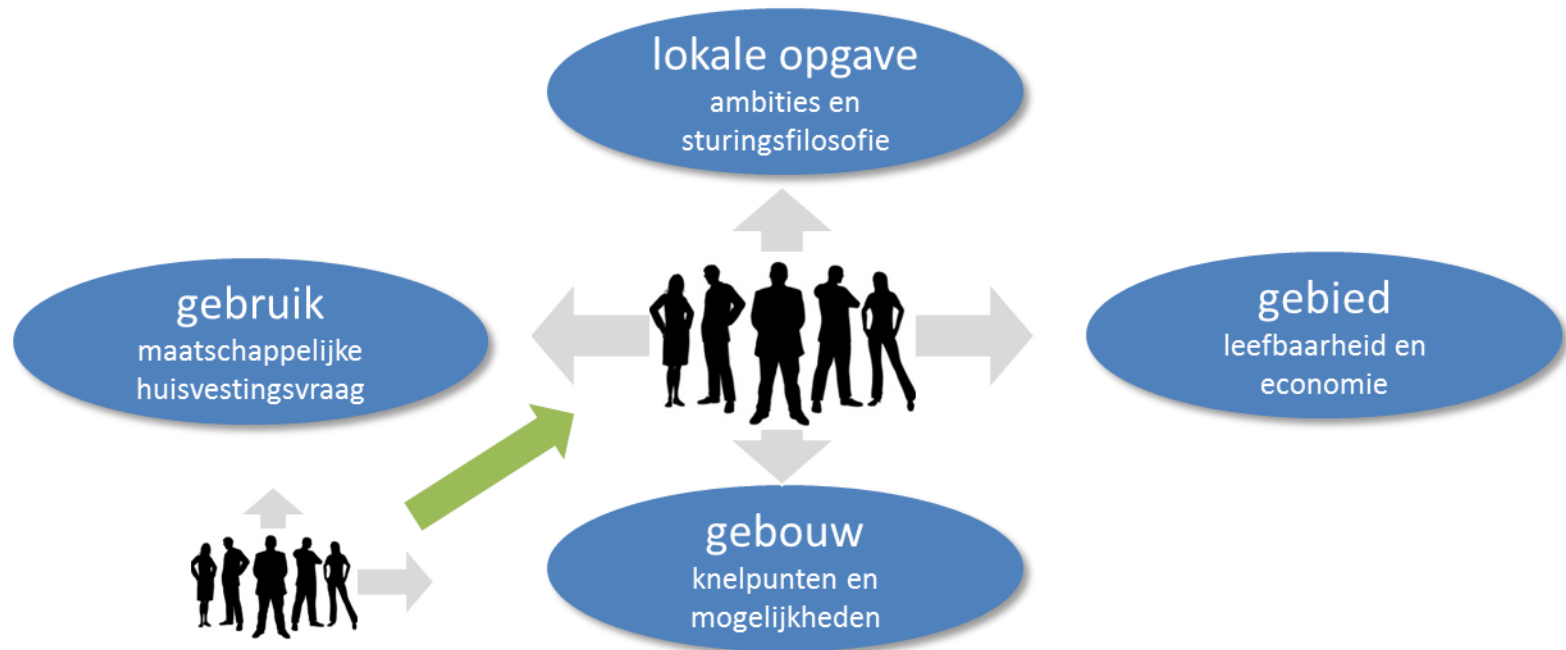 lokale opgave
ambities en
sturingsfilosofie
gebruik
maatschappelijke
huisvestingsvraag
gebied
leefbaarheid en
economie
gebouw
knelpunten en
mogelijkheden